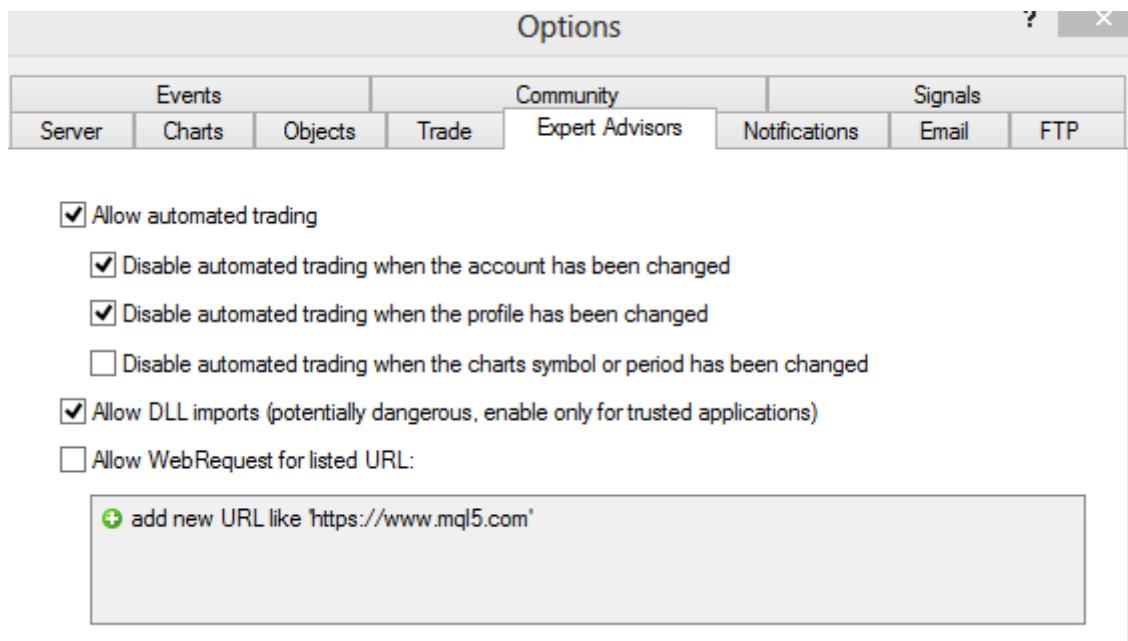 Options
?
Events Community Signals
Server Charts Objects Trade Expert Advisors Notifications Email FTP
Allow automated trading
Disable automated trading when the account has been changed
Disable automated trading when the profile has been changed
Disable automated trading when the charts symbol or period has been changed
Allow DLL imports (potentially dangerous, enable only for trusted applications)
Allow WebRequest for listed URL:
add new URL like 'https://www.mql5.com'